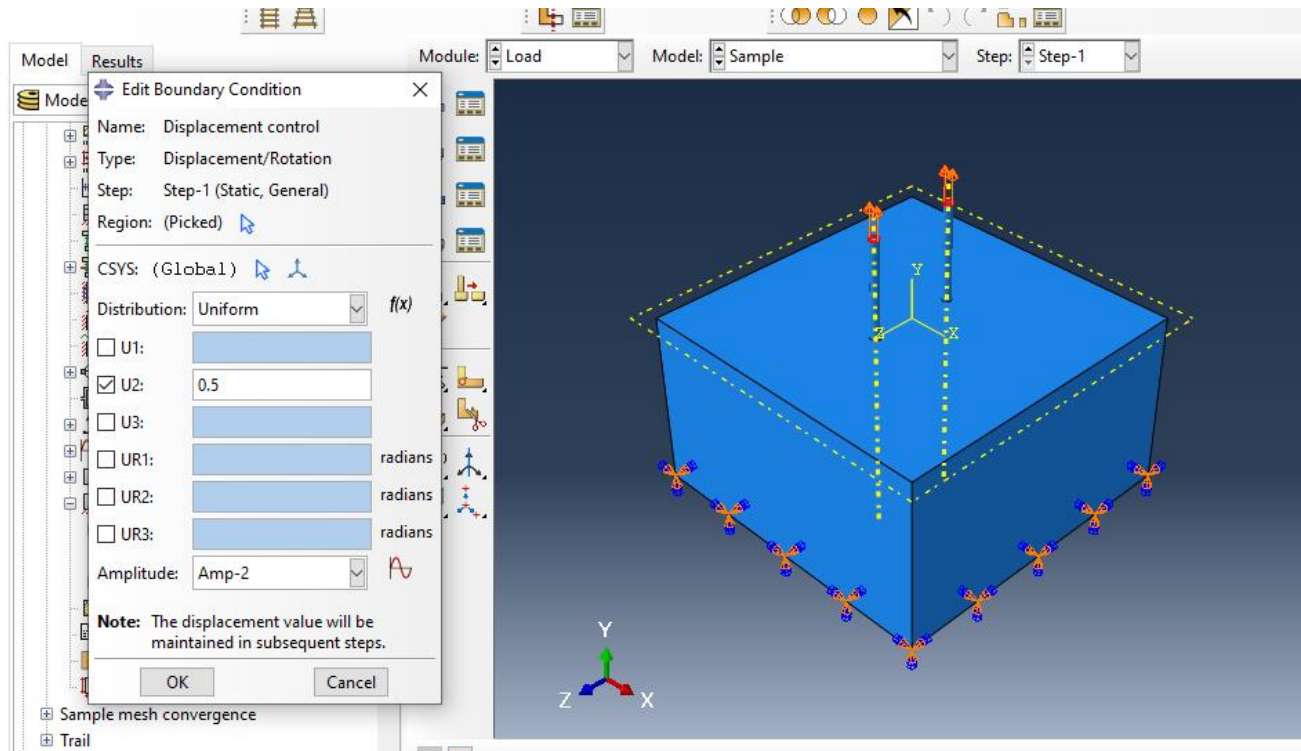 Module: Load Model: Sample Step: Step-1
Model Results
Edit Boundary Condition
Mode
Name: Displacement control
Type: Displacement/Rotation
Step: Step-1 (Static, General)
Region: (Picked)
CSYS: (Global)
Distribution: Uniform f(x)
U1:
U2: 0.5
U3:
UR1: radians
UR2: radians
UR3: radians
Amplitude: Amp-2
Note: The displacement value will be
maintained in subsequent steps.
OK Cancel
Sample mesh convergence
Trail
Y
Z X
Y
Z X